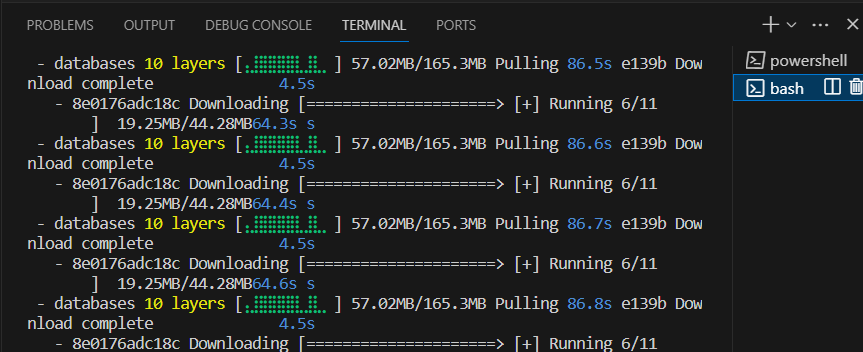 PROBLEMS OUTPUT DEBUG CONSOLE TERMINAL PORTS
- databases 10 layers [⣀⣿⣿⣿⣿⣀⣿⣀ ] 57.02MB/165.3MB Pulling 86.5s e139b Dow
nload complete 4.5s
- 8e0176adc18c Downloading [=====================> [+] Running 6/11
] 19.25MB/44.28MB64.3s s
- databases 10 layers [⣀⣿⣿⣿⣿⣀⣿⣀ ] 57.02MB/165.3MB Pulling 86.6s e139b Dow
nload complete 4.5s
- 8e0176adc18c Downloading [=====================> [+] Running 6/11
] 19.25MB/44.28MB64.4s s
- databases 10 layers [⣀⣿⣿⣿⣿⣀⣿⣀ ] 57.02MB/165.3MB Pulling 86.7s e139b Dow
nload complete 4.5s
- 8e0176adc18c Downloading [=====================> [+] Running 6/11
] 19.25MB/44.28MB64.6s s
- databases 10 layers [⣀⣿⣿⣿⣿⣀⣿⣀ ] 57.02MB/165.3MB Pulling 86.8s e139b Dow
nload complete 4.5s
- 8e0176adc18c Downloading [=====================> [+] Running 6/11
powershell
bash